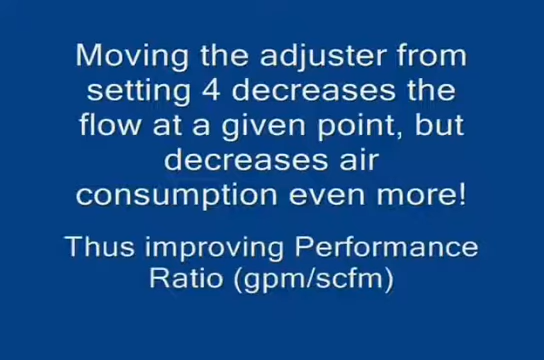 Moving the adjuster from
setting 4 decreases the
flow at a given point, but
decreases air
consumption even more!
Thus improving Performance
Ratio (gpm/scfm)